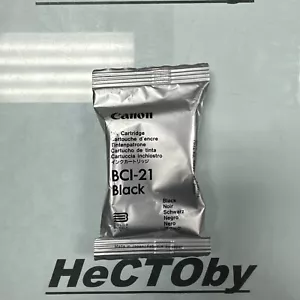 Canon
Ink Cartridge
Cartouche d'encre
Tintenpatrone
Cartucho de tinta
Cartuccia inchiostro
インクカートリッジ
BCI-21
Black
Black
Noir
Schwarz
Negro
Nero
HeCTOby